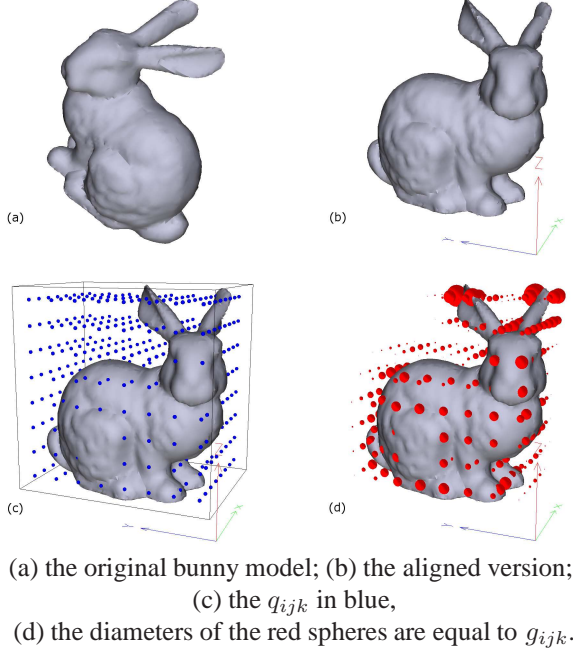 (a)
(b)
Z
Y
X
(c)
Z
Y
X
(d)
Z
Y
X
(a) the original bunny model; (b) the aligned version;
(c) the q_{ijk} in blue,
(d) the diameters of the red spheres are equal to g_{ijk}.